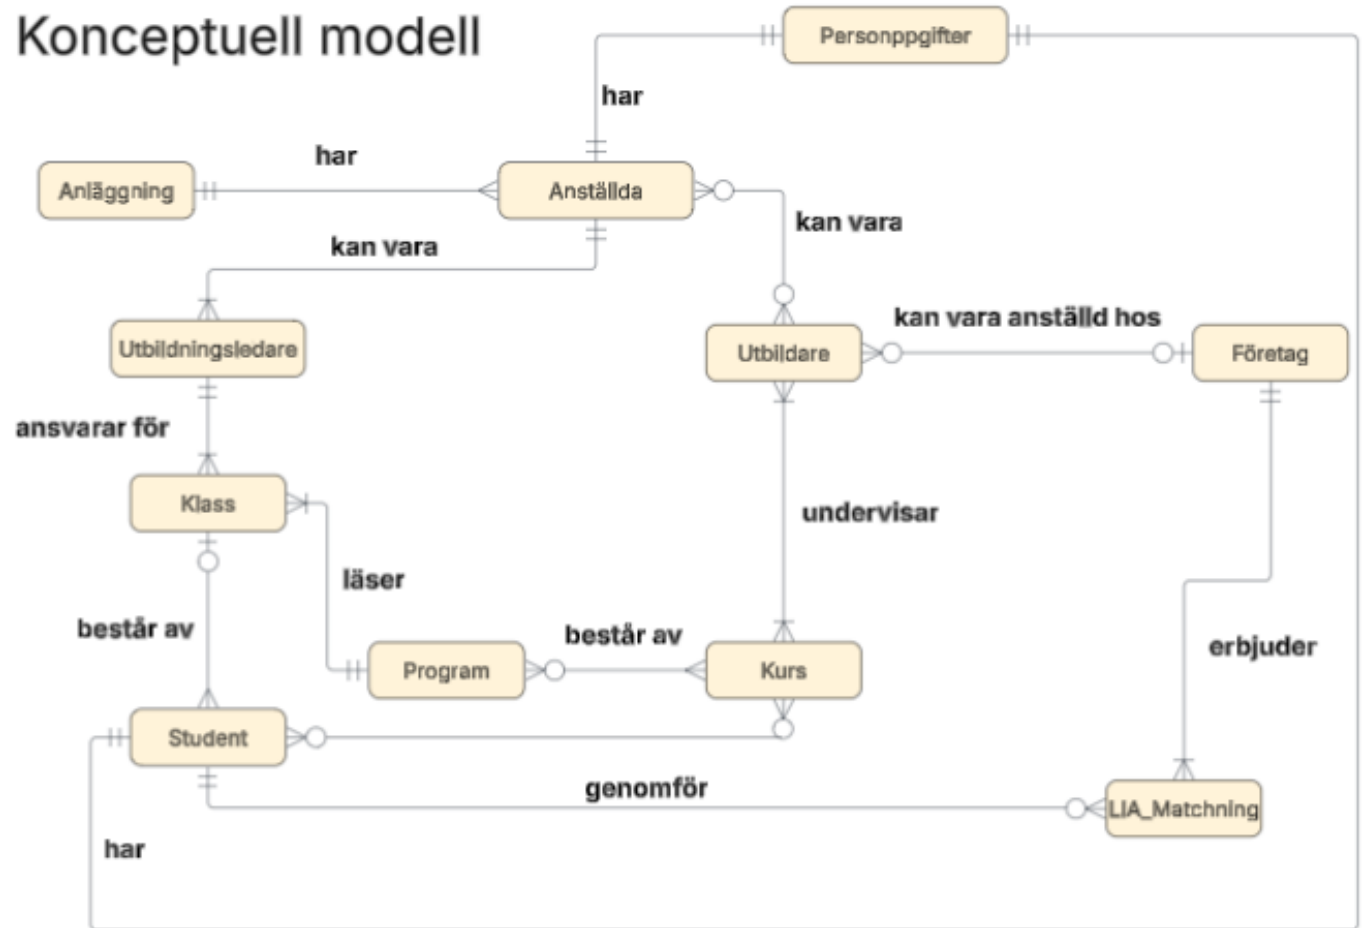 Konceptuell modell
Personppgifter
har
har
Anläggning
Anställda
kan vara
kan vara
kan vara anställd hos
Utbildningsledare
Utbildare
Företag
ansvarar för
Klass
undervisar
läser
består av
består av
erbjuder
Program
Kurs
Student
genomför
LIA_Matchning
har